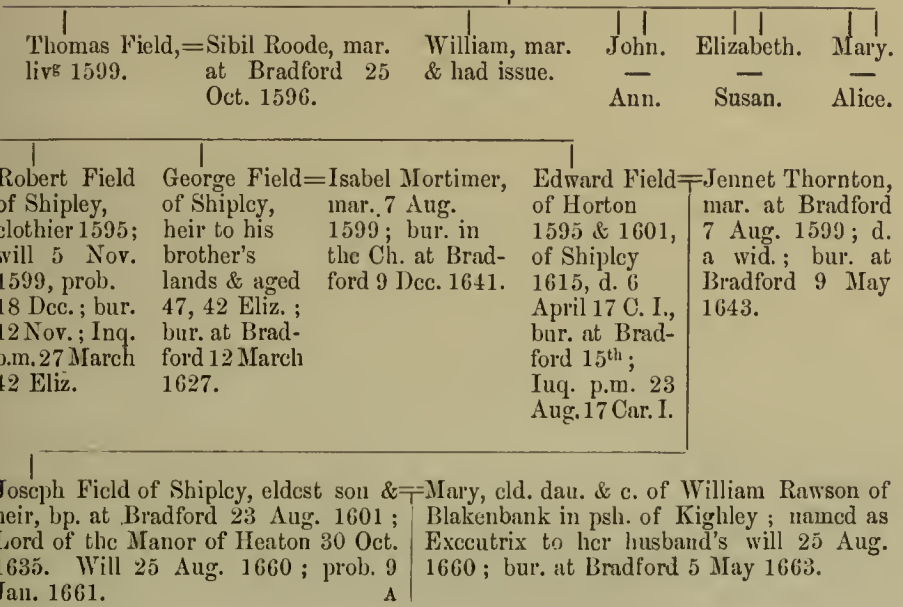 Thomas Field,=Sibil Roode, mar.
livg 1599.
at Bradford 25
Oct. 1596.
William, mar.
& had issue.
John.
—
Ann.
Elizabeth.
—
Susan.
Mary.
—
Alice.
Robert Field
of Shipley,
clothier 1595;
will 5 Nov.
1599, prob.
18 Dec.; bur.
12 Nov.; Inq.
p.m. 27 March
42 Eliz.
George Field=Isabel Mortimer,
of Shipley,
heir to his
brother's
lands & aged
47, 42 Eliz.;
bur. at Brad-
ford 12 March
1627.
mar. 7 Aug.
1599; bur. in
the Ch. at Brad-
ford 9 Dec. 1641.
Edward Field=Jennet Thornton,
of Horton
1595 & 1601,
of Shipley
1615, d. 6
April 17 C. I.,
bur. at Brad-
ford 15th;
Inq. p.m. 23
Aug. 17 Car. I.
mar. at Bradford
7 Aug. 1599; d.
a wid.; bur. at
Bradford 9 May
1643.
Joseph Field of Shipley, eldest son &
heir, bp. at Bradford 23 Aug. 1601;
Lord of the Manor of Heaton 30 Oct.
1635. Will 25 Aug. 1660; prob. 9
Jan. 1661. A
=Mary, eld. dau. & c. of William Rawson of
Blakenbank in psh. of Kighley; named as
Executrix to her husband's will 25 Aug.
1660; bur. at Bradford 5 May 1663.